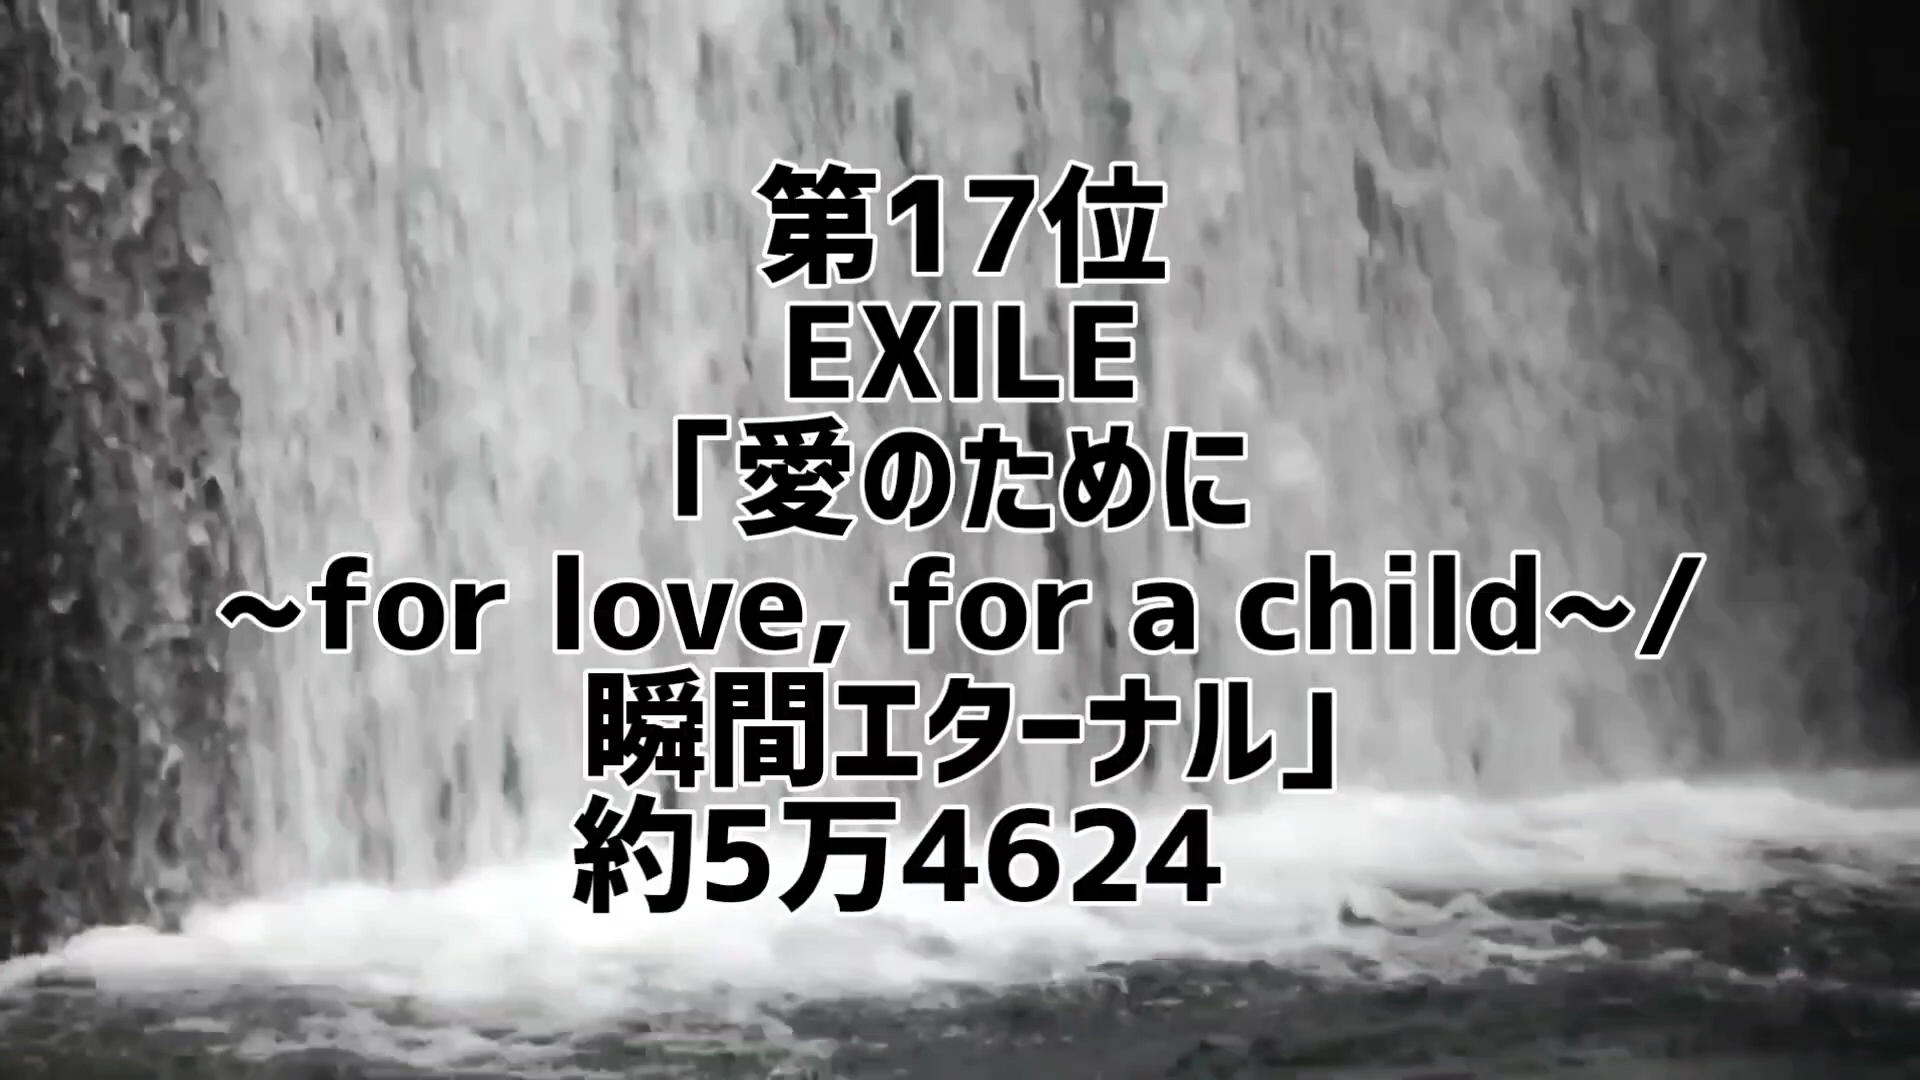 第17位
EXILE
「愛のために
~for love, for a child~/
瞬間エターナル」
約5万4624